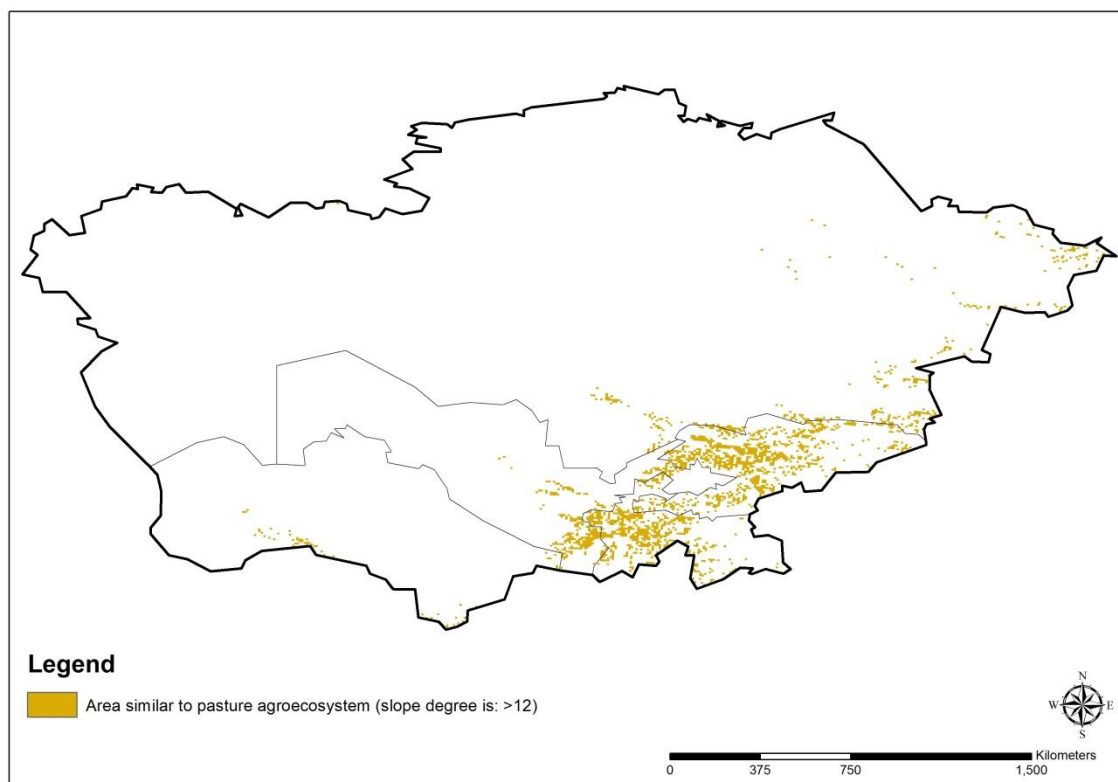 Legend
Area similar to pasture agroecosystem (slope degree is: >12)
N
W E
S
Kilometers
0 375 750 1,500